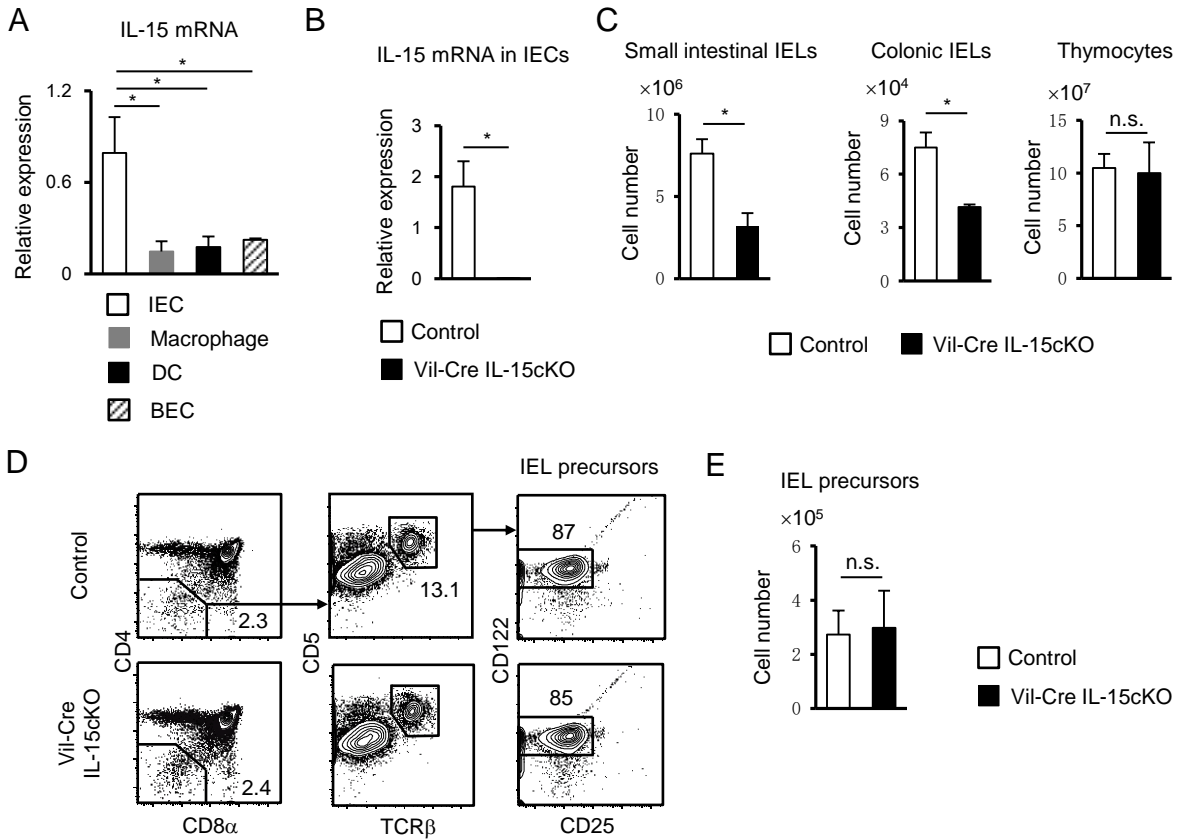 A
IL-15 mRNA
* 
*
*
1.2
0.6
0
Relative expression
IEC
Macrophage
DC
BEC
B
IL-15 mRNA in IECs
*
3
2
1
0
Relative expression
Control
Vil-Cre IL-15cKO
C
Small intestinal IELs
×10⁶
*
10
5
0
Cell number
Colonic IELs
×10⁴
*
9
6
3
0
Cell number
Thymocytes
×10⁷
n.s.
15
10
5
0
Cell number
Control
Vil-Cre IL-15cKO
D
IEL precursors
Control
2.3
13.1
87
CD4
CD5
CD122
Vil-Cre
IL-15cKO
2.4
85
CD8α
TCRβ
CD25
E
IEL precursors
×10⁵
n.s.
6
4
2
0
Cell number
Control
Vil-Cre IL-15cKO